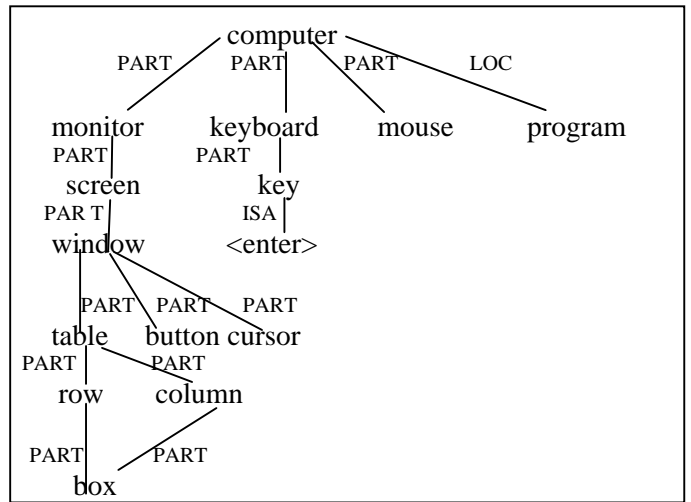 computer
PART PART PART LOC
monitor keyboard mouse program
PART PART
screen key
PAR T ISA
window <enter>
PART PART PART
table button cursor
PART PART
row column
PART PART
box